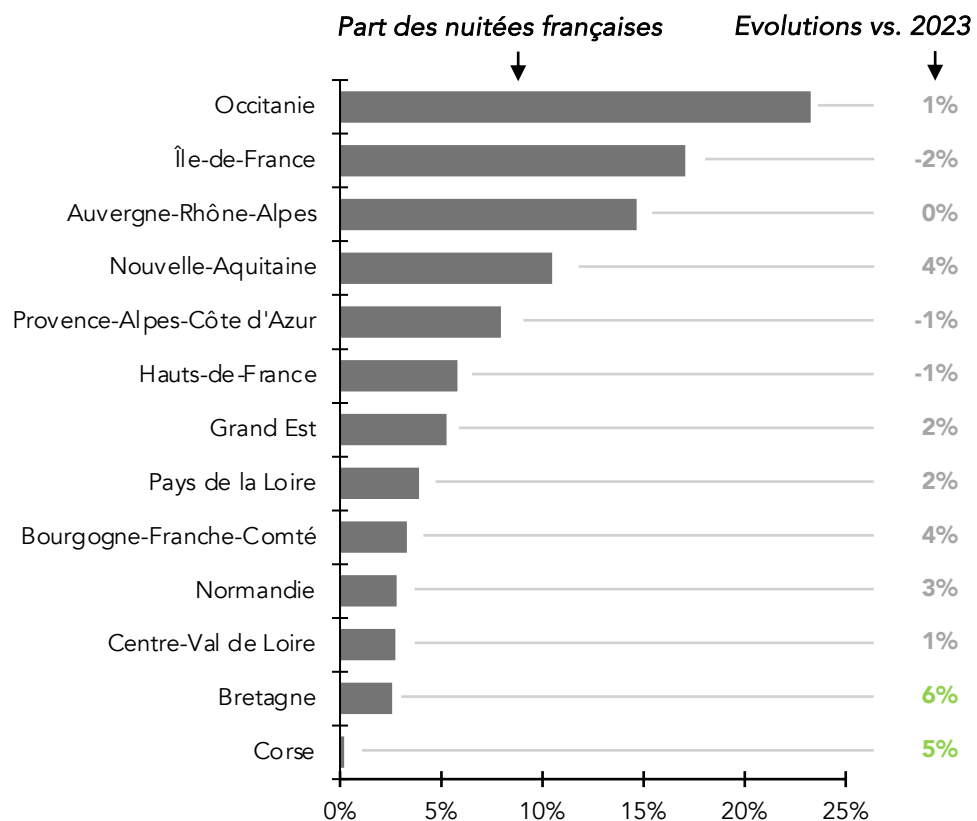 Part des nuitées françaises Evolutions vs. 2023
Occitanie 1%
Île-de-France -2%
Auvergne-Rhône-Alpes 0%
Nouvelle-Aquitaine 4%
Provence-Alpes-Côte d'Azur -1%
Hauts-de-France -1%
Grand Est 2%
Pays de la Loire 2%
Bourgogne-Franche-Comté 4%
Normandie 3%
Centre-Val de Loire 1%
Bretagne 6%
Corse 5%
0% 5% 10% 15% 20% 25%